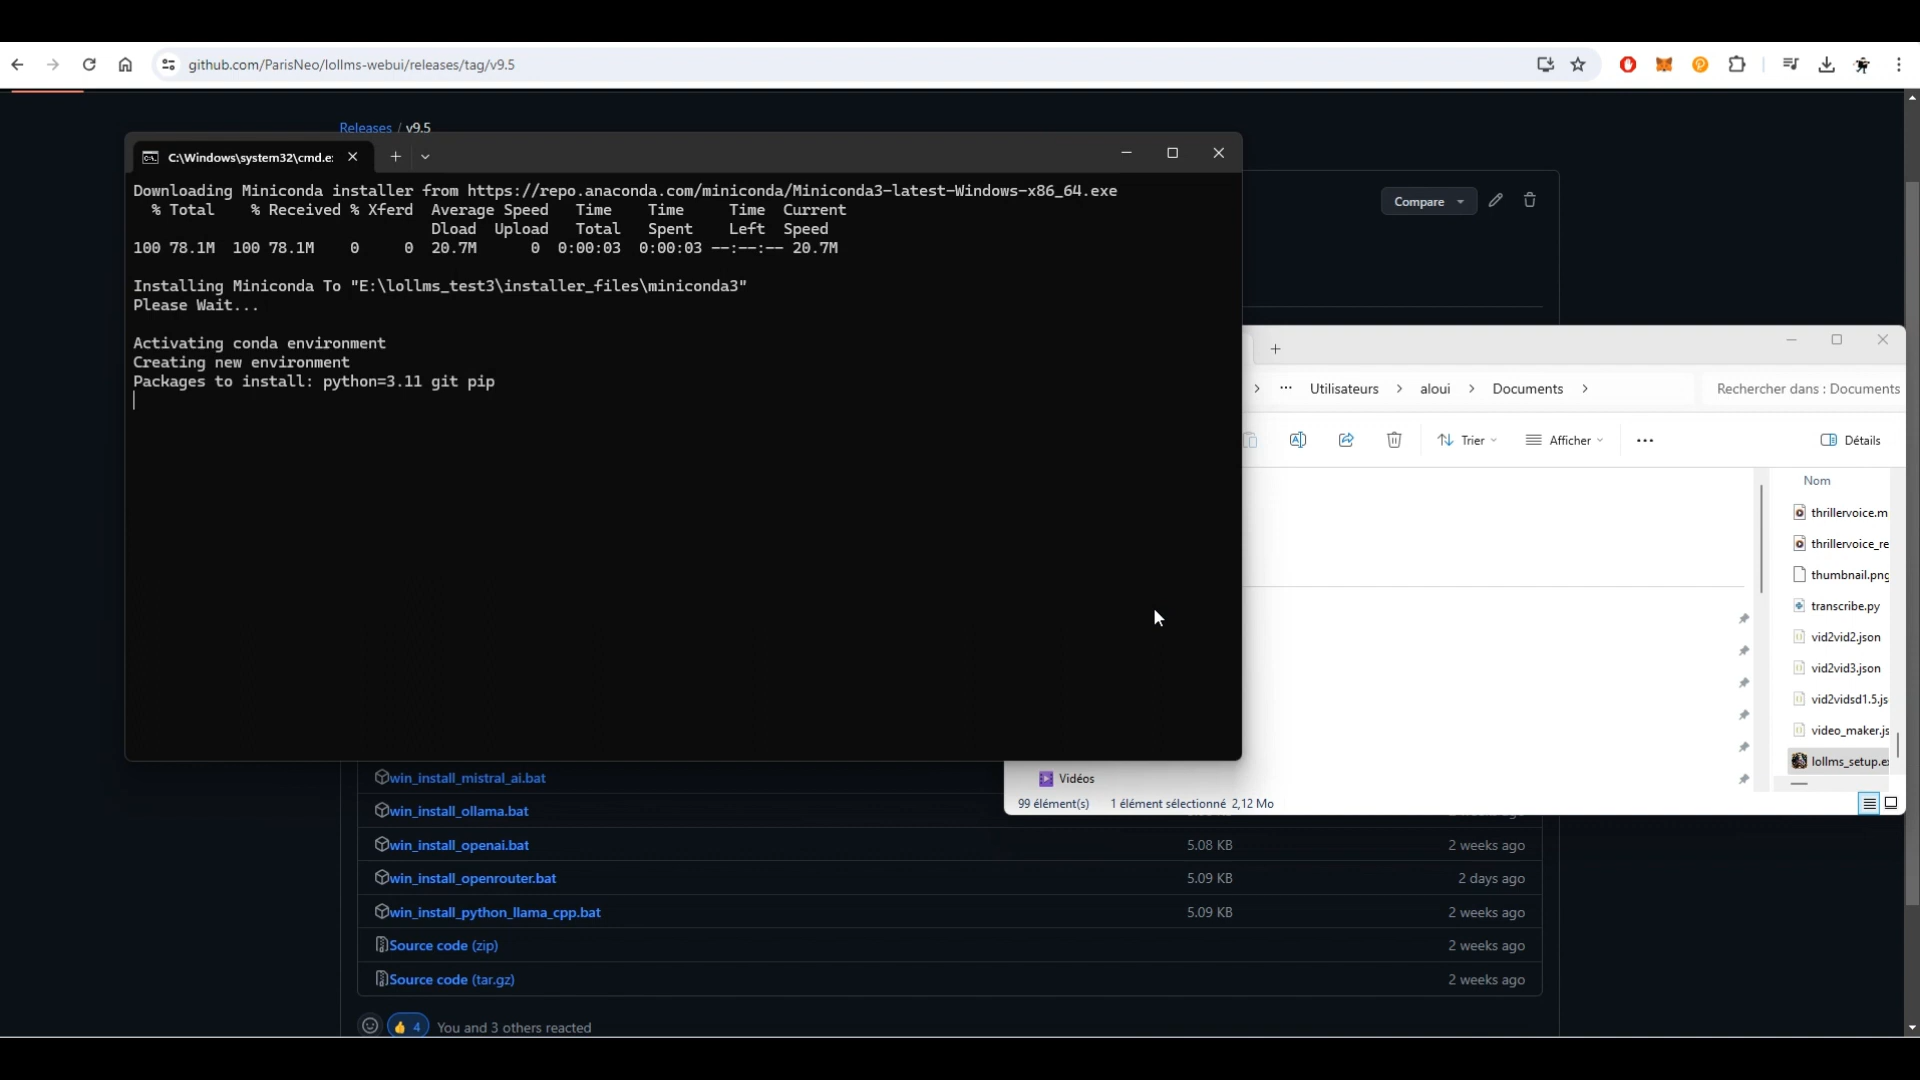 github.com/ParisNeo/lollms-webui/releases/tag/v9.5
Releases / v9.5
C:\Windows\system32\cmd.e:
Downloading Miniconda installer from https://repo.anaconda.com/miniconda/Miniconda3-latest-Windows-x86_64.exe
% Total % Received % Xferd Average Speed Time Time Time Current
Dload Upload Total Spent Left Speed
100 78.1M 100 78.1M 0 0 20.7M 0 0:00:03 0:00:03 --:--:-- 20.7M
Installing Miniconda To "E:\lollms_test3\installer_files\miniconda3"
Please Wait...
Activating conda environment
Creating new environment
Packages to install: python=3.11 git pip
Compare
Utilisateurs > aloui > Documents >
Rechercher dans : Documents
Trier
Afficher
Détails
Nom
thrillervoice.m
thrillervoice_re
thumbnail.png
transcribe.py
vid2vid2.json
vid2vid3.json
vid2vidsd1.5.js
video_maker.js
lollms_setup.ex
Vidéos
99 élément(s) 1 élément sélectionné 2,12 Mo
win_install_mistral_ai.bat
win_install_ollama.bat
win_install_openai.bat 5.08 KB 2 weeks ago
win_install_openrouter.bat 5.09 KB 2 days ago
win_install_python_llama_cpp.bat 5.09 KB 2 weeks ago
Source code (zip) 2 weeks ago
Source code (tar.gz) 2 weeks ago
4 You and 3 others reacted